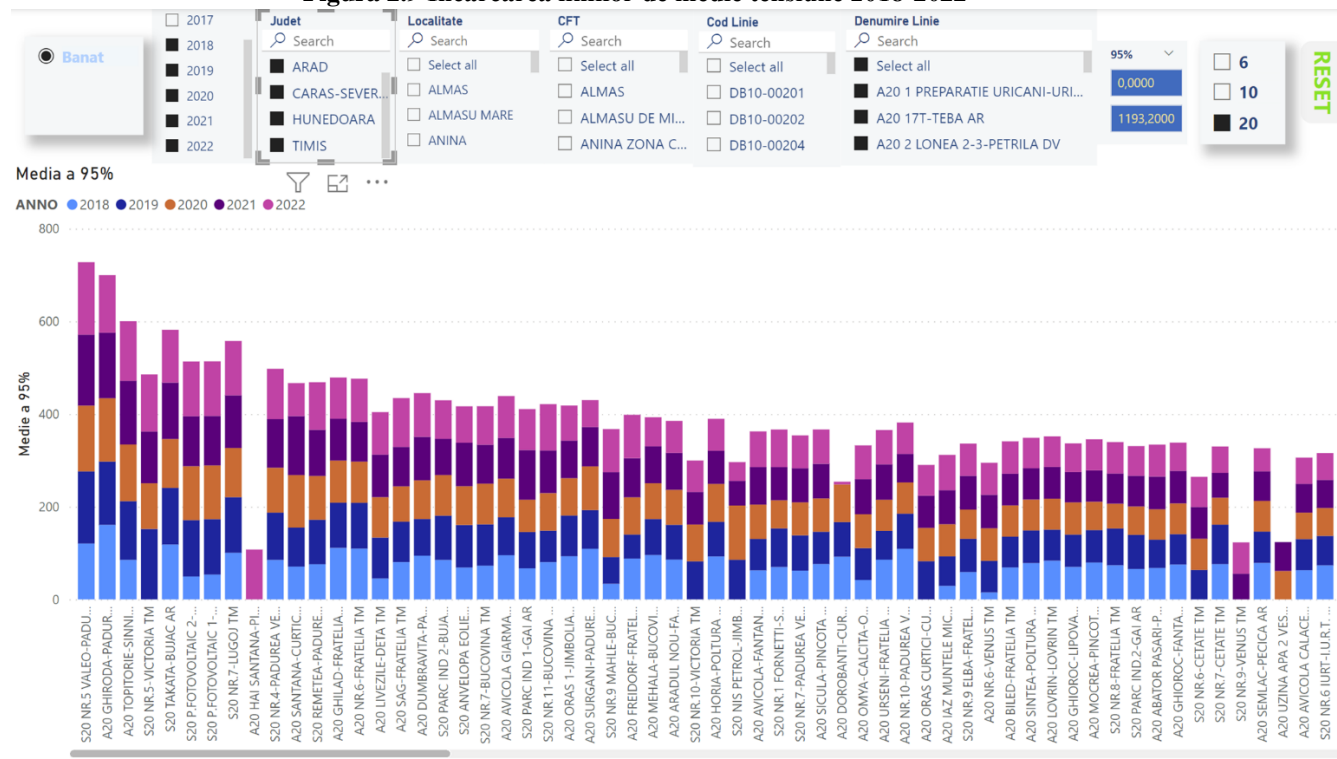 Figura 2.9 Incarcarea liniilor de medie tensiune 2018-2022
Banat
2017
2018
2019
2020
2021
2022
Judet
Search
ARAD
CARAS-SEVER...
HUNEDOARA
TIMIS
Localitate
Search
Select all
ALMAS
ALMASU MARE
ANINA
CFT
Search
Select all
ALMAS
ALMASU DE MI...
ANINA ZONA C...
Cod Linie
Search
Select all
DB10-00201
DB10-00202
DB10-00204
Denumire Linie
Search
Select all
A20 1 PREPARATIE URICANI-URI...
A20 17T-TEBA AR
A20 2 LONEA 2-3-PETRILA DV
95%
0,0000
1193,2000
6
10
20
RESET
Media a 95%
ANNO 2018 2019 2020 2021 2022
Medie a 95%
800
600
400
200
0
S20 NR.5 VALEO-PADU...
A20 GHIRODA-PADUR...
A20 TOPITORIE-SINNI...
S20 NR.5-VICTORIA TM
S20 TAKATA-BUJAC AR
S20 P.FOTOVOLTAIC 2-...
S20 P.FOTOVOLTAIC 1-...
S20 NR.7-LUGOJ TM
A20 HAI SANTANA-PI...
S20 NR.4-PADUREA VE...
A20 SANTANA-CURTIC...
S20 REMETEA-PADURE...
A20 GHILAD-FRATELIA...
A20 NR.6-FRATELIA TM
A20 LIVEZILE-DETA TM
A20 SAG-FRATELIA TM
A20 DUMBRAVITA-PA...
S20 PARC IND 2-BUJA...
S20 ANVELOPA EOLIE...
S20 NR.7-BUCOVINA TM
A20 AVICOLA GIARMA...
S20 PARC IND 1-GAI AR
S20 NR.11-BUCOVINA ...
A20 ORAS 1-JIMBOLIA...
A20 SURGANI-PADURE...
S20 NR.9 MAHLE-BUC...
A20 FREIDORF-FRATEL...
A20 MEHALA-BUCOVI...
A20 ARADUL NOU-FA...
S20 NR.10-VICTORIA TM
A20 HORIA-POLTURA ...
S20 NIS PETROL-JIMB...
A20 AVICOLA-FANTAN...
S20 NR.1 FORNETTI-S...
S20 NR.7-PADUREA VE...
A20 SICULA-PINCOTA ...
A20 DOROBANTI-CUR...
A20 OMYA-CALCITA-O...
A20 URSENI-FRATELIA ...
A20 NR.10-PADUREA V...
A20 ORAS CURTICI-CU...
A20 IAZ MUNTELE MIC...
S20 NR.9 ELBA-FRATEL...
A20 NR.6-VENUS TM
A20 BILED-FRATELIA TM
A20 SINTEA-POLTURA ...
A20 LOVRIN-LOVRIN TM
A20 GHIOROC-LIPOVA...
A20 MOCREA-PINCOT...
S20 NR.8-FRATELIA TM
S20 PARC IND.2-GAI AR
A20 ABATOR PASARI-P...
A20 GHIOROC-FANTA...
S20 NR.6-CETATE TM
S20 NR.7-CETATE TM
S20 NR.9-VENUS TM
A20 SEMLAC-PECICA AR
A20 UZINA APA 2 VES...
A20 AVICOLA CALACE...
S20 NR.6 IURT-I.U.R.T...